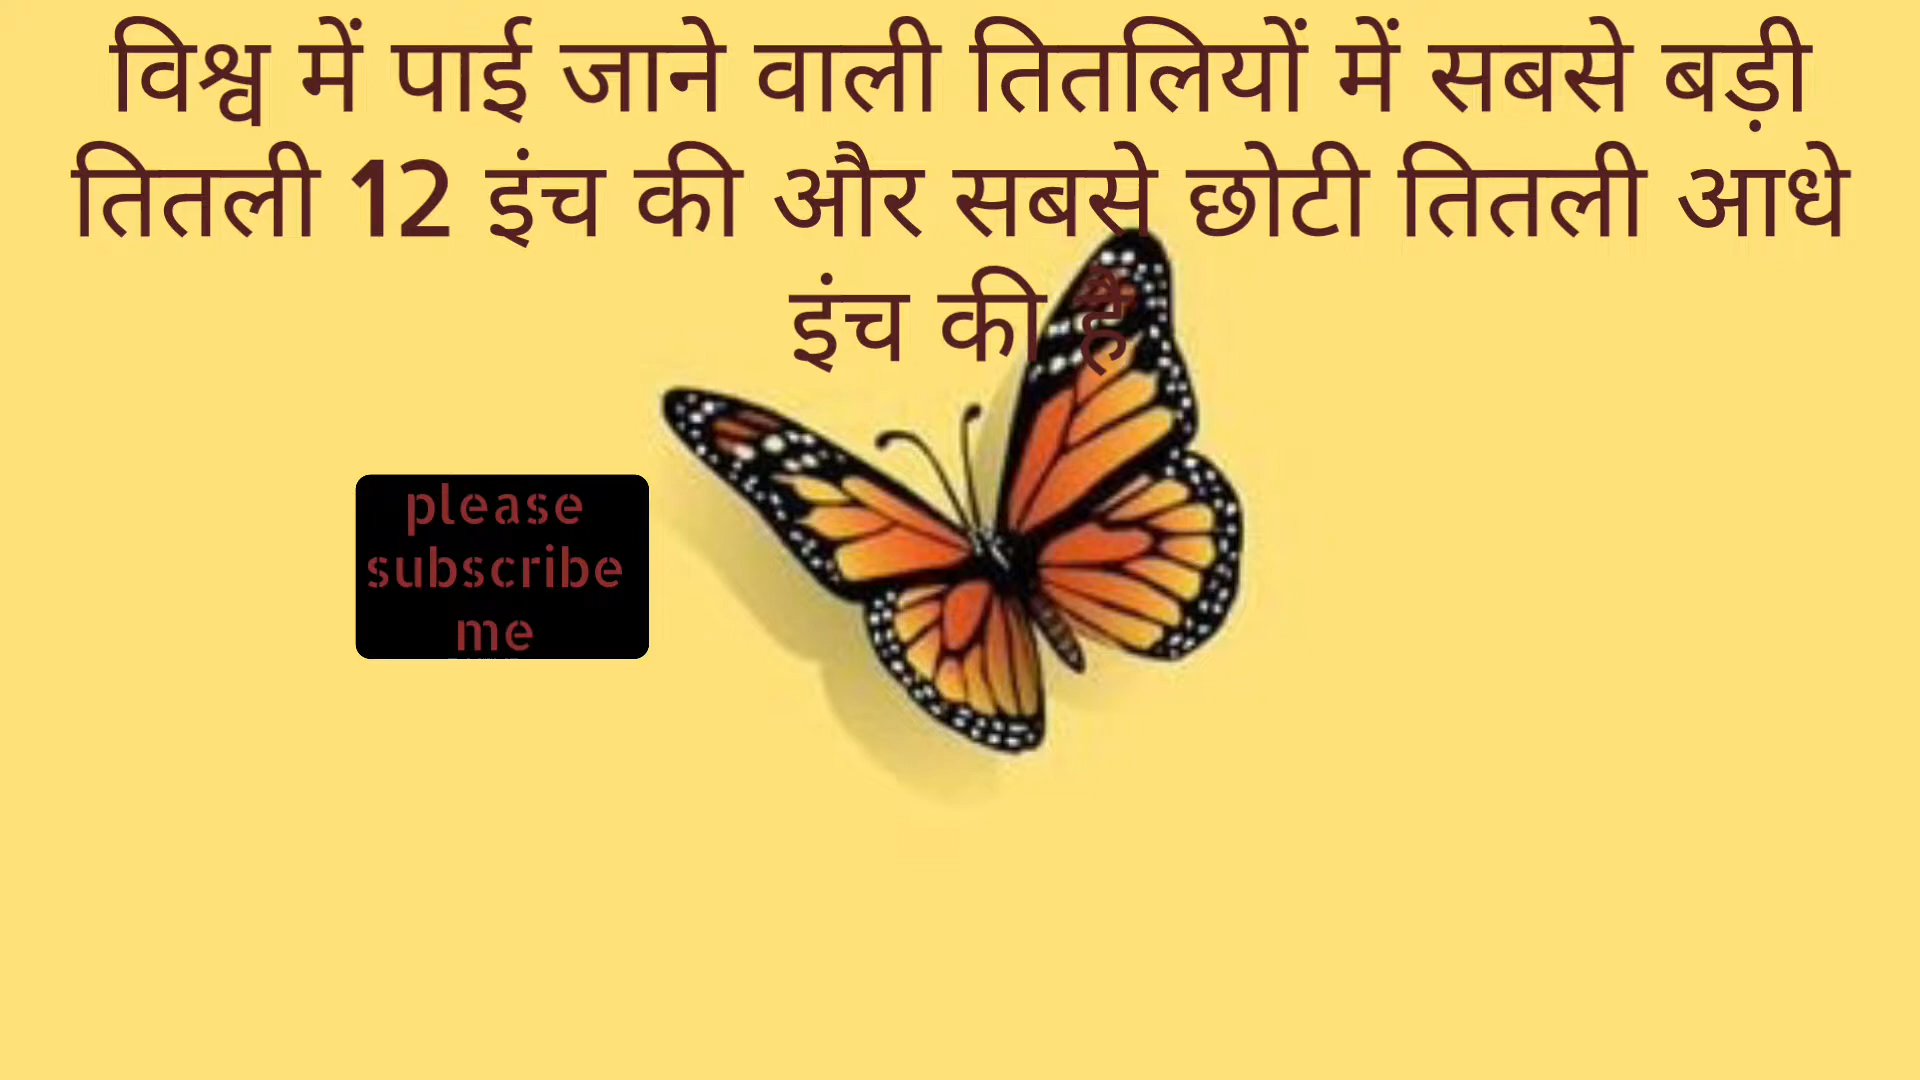 विश्व में पाई जाने वाली तितलियों में सबसे बड़ी
तितली 12 इंच की और सबसे छोटी तितली आधे
इंच की है
please
subscribe
me